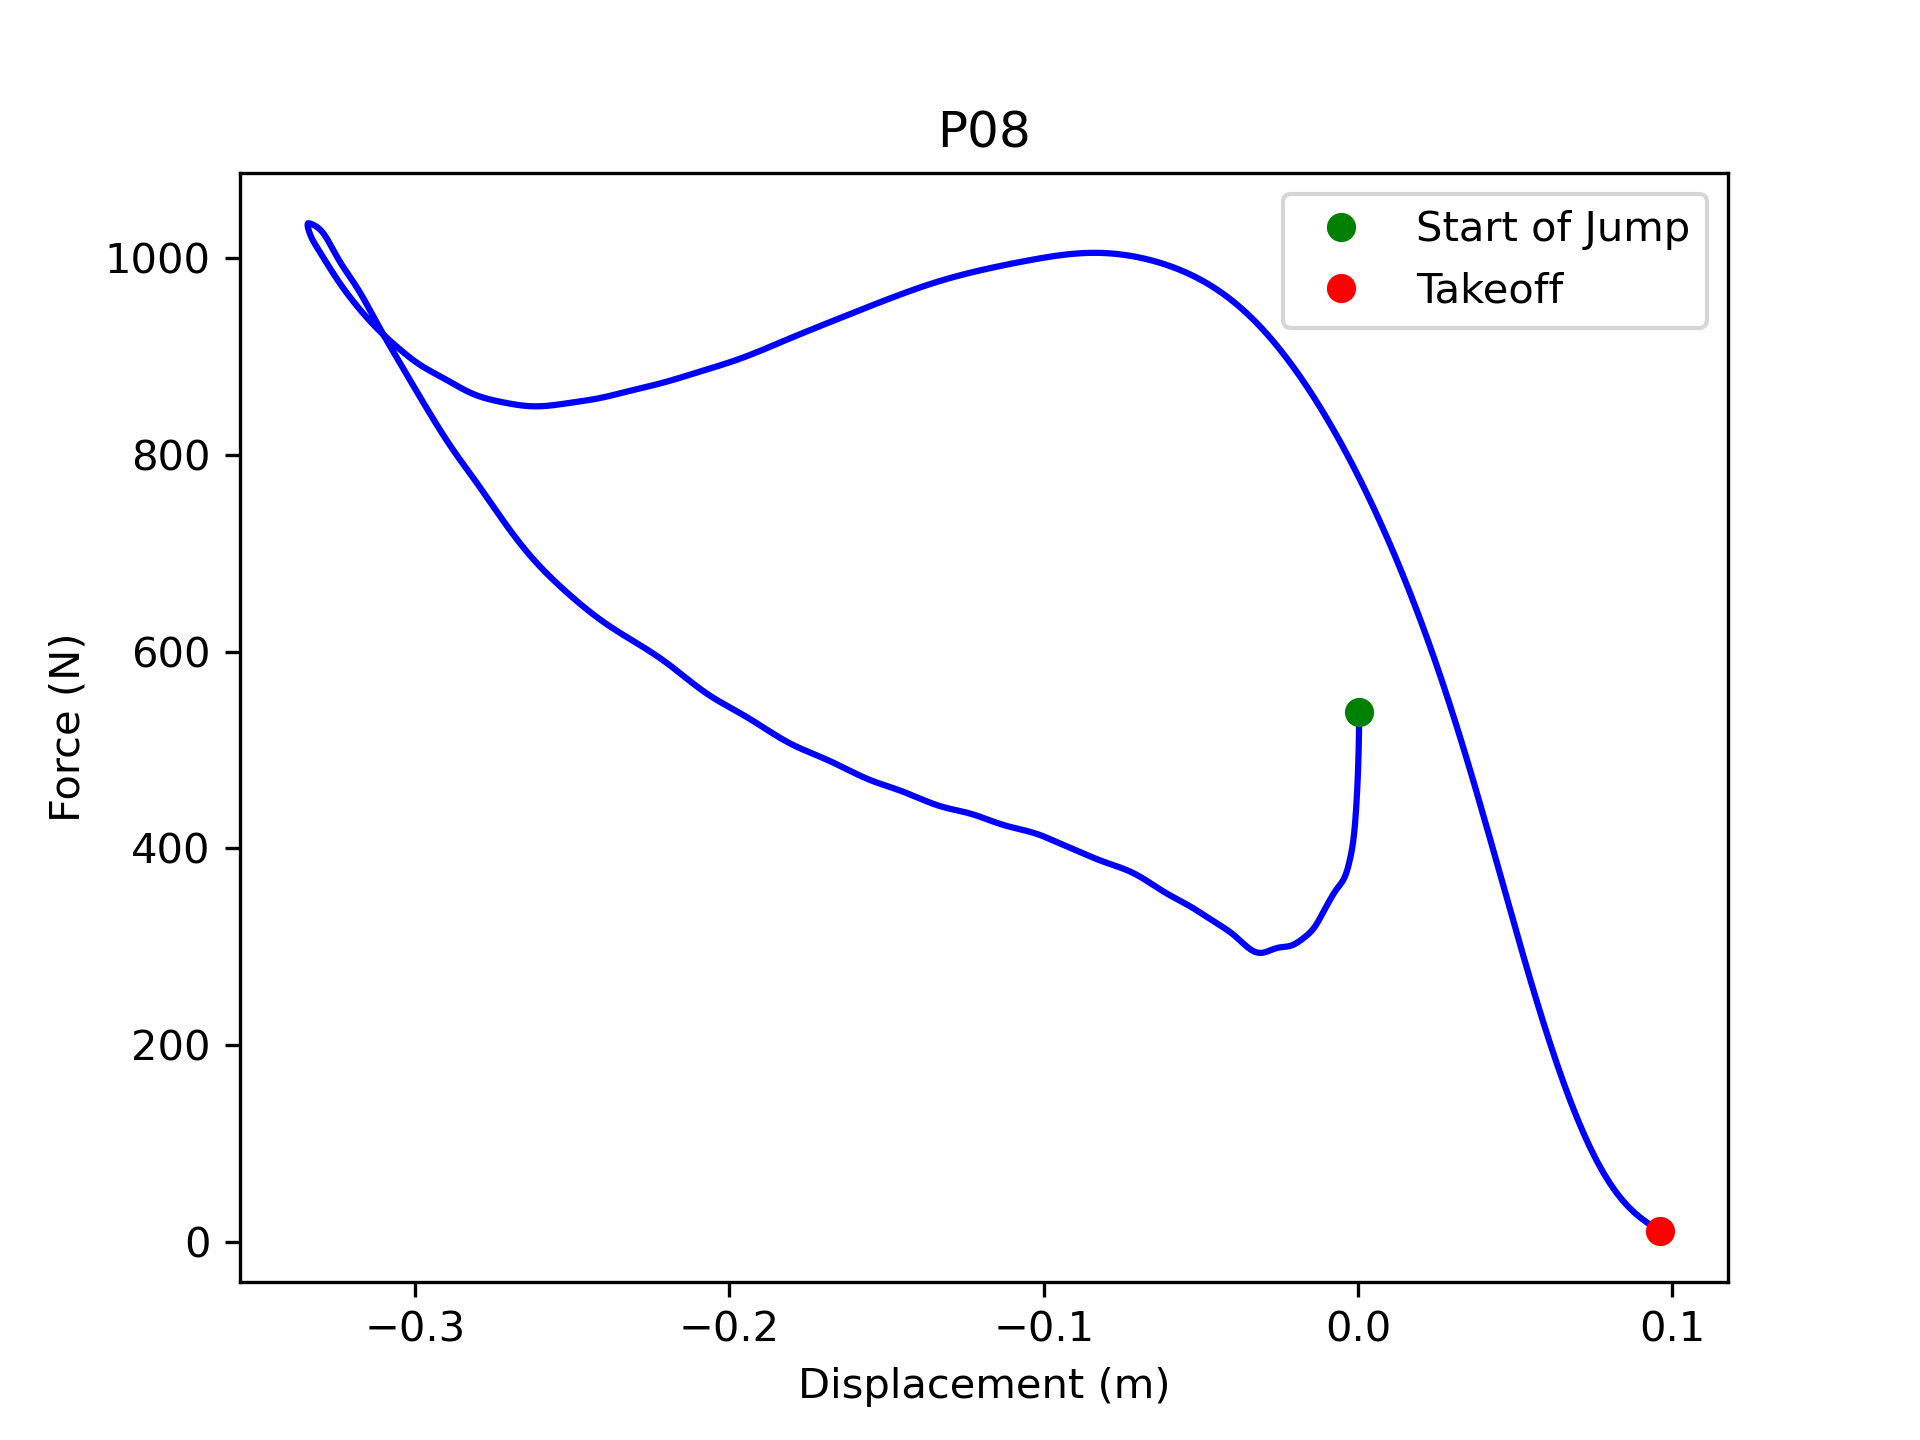 P08
Start of Jump
Takeoff
1000
800
600
400
200
0
Force (N)
−0.3 −0.2 −0.1 0.0 0.1
Displacement (m)